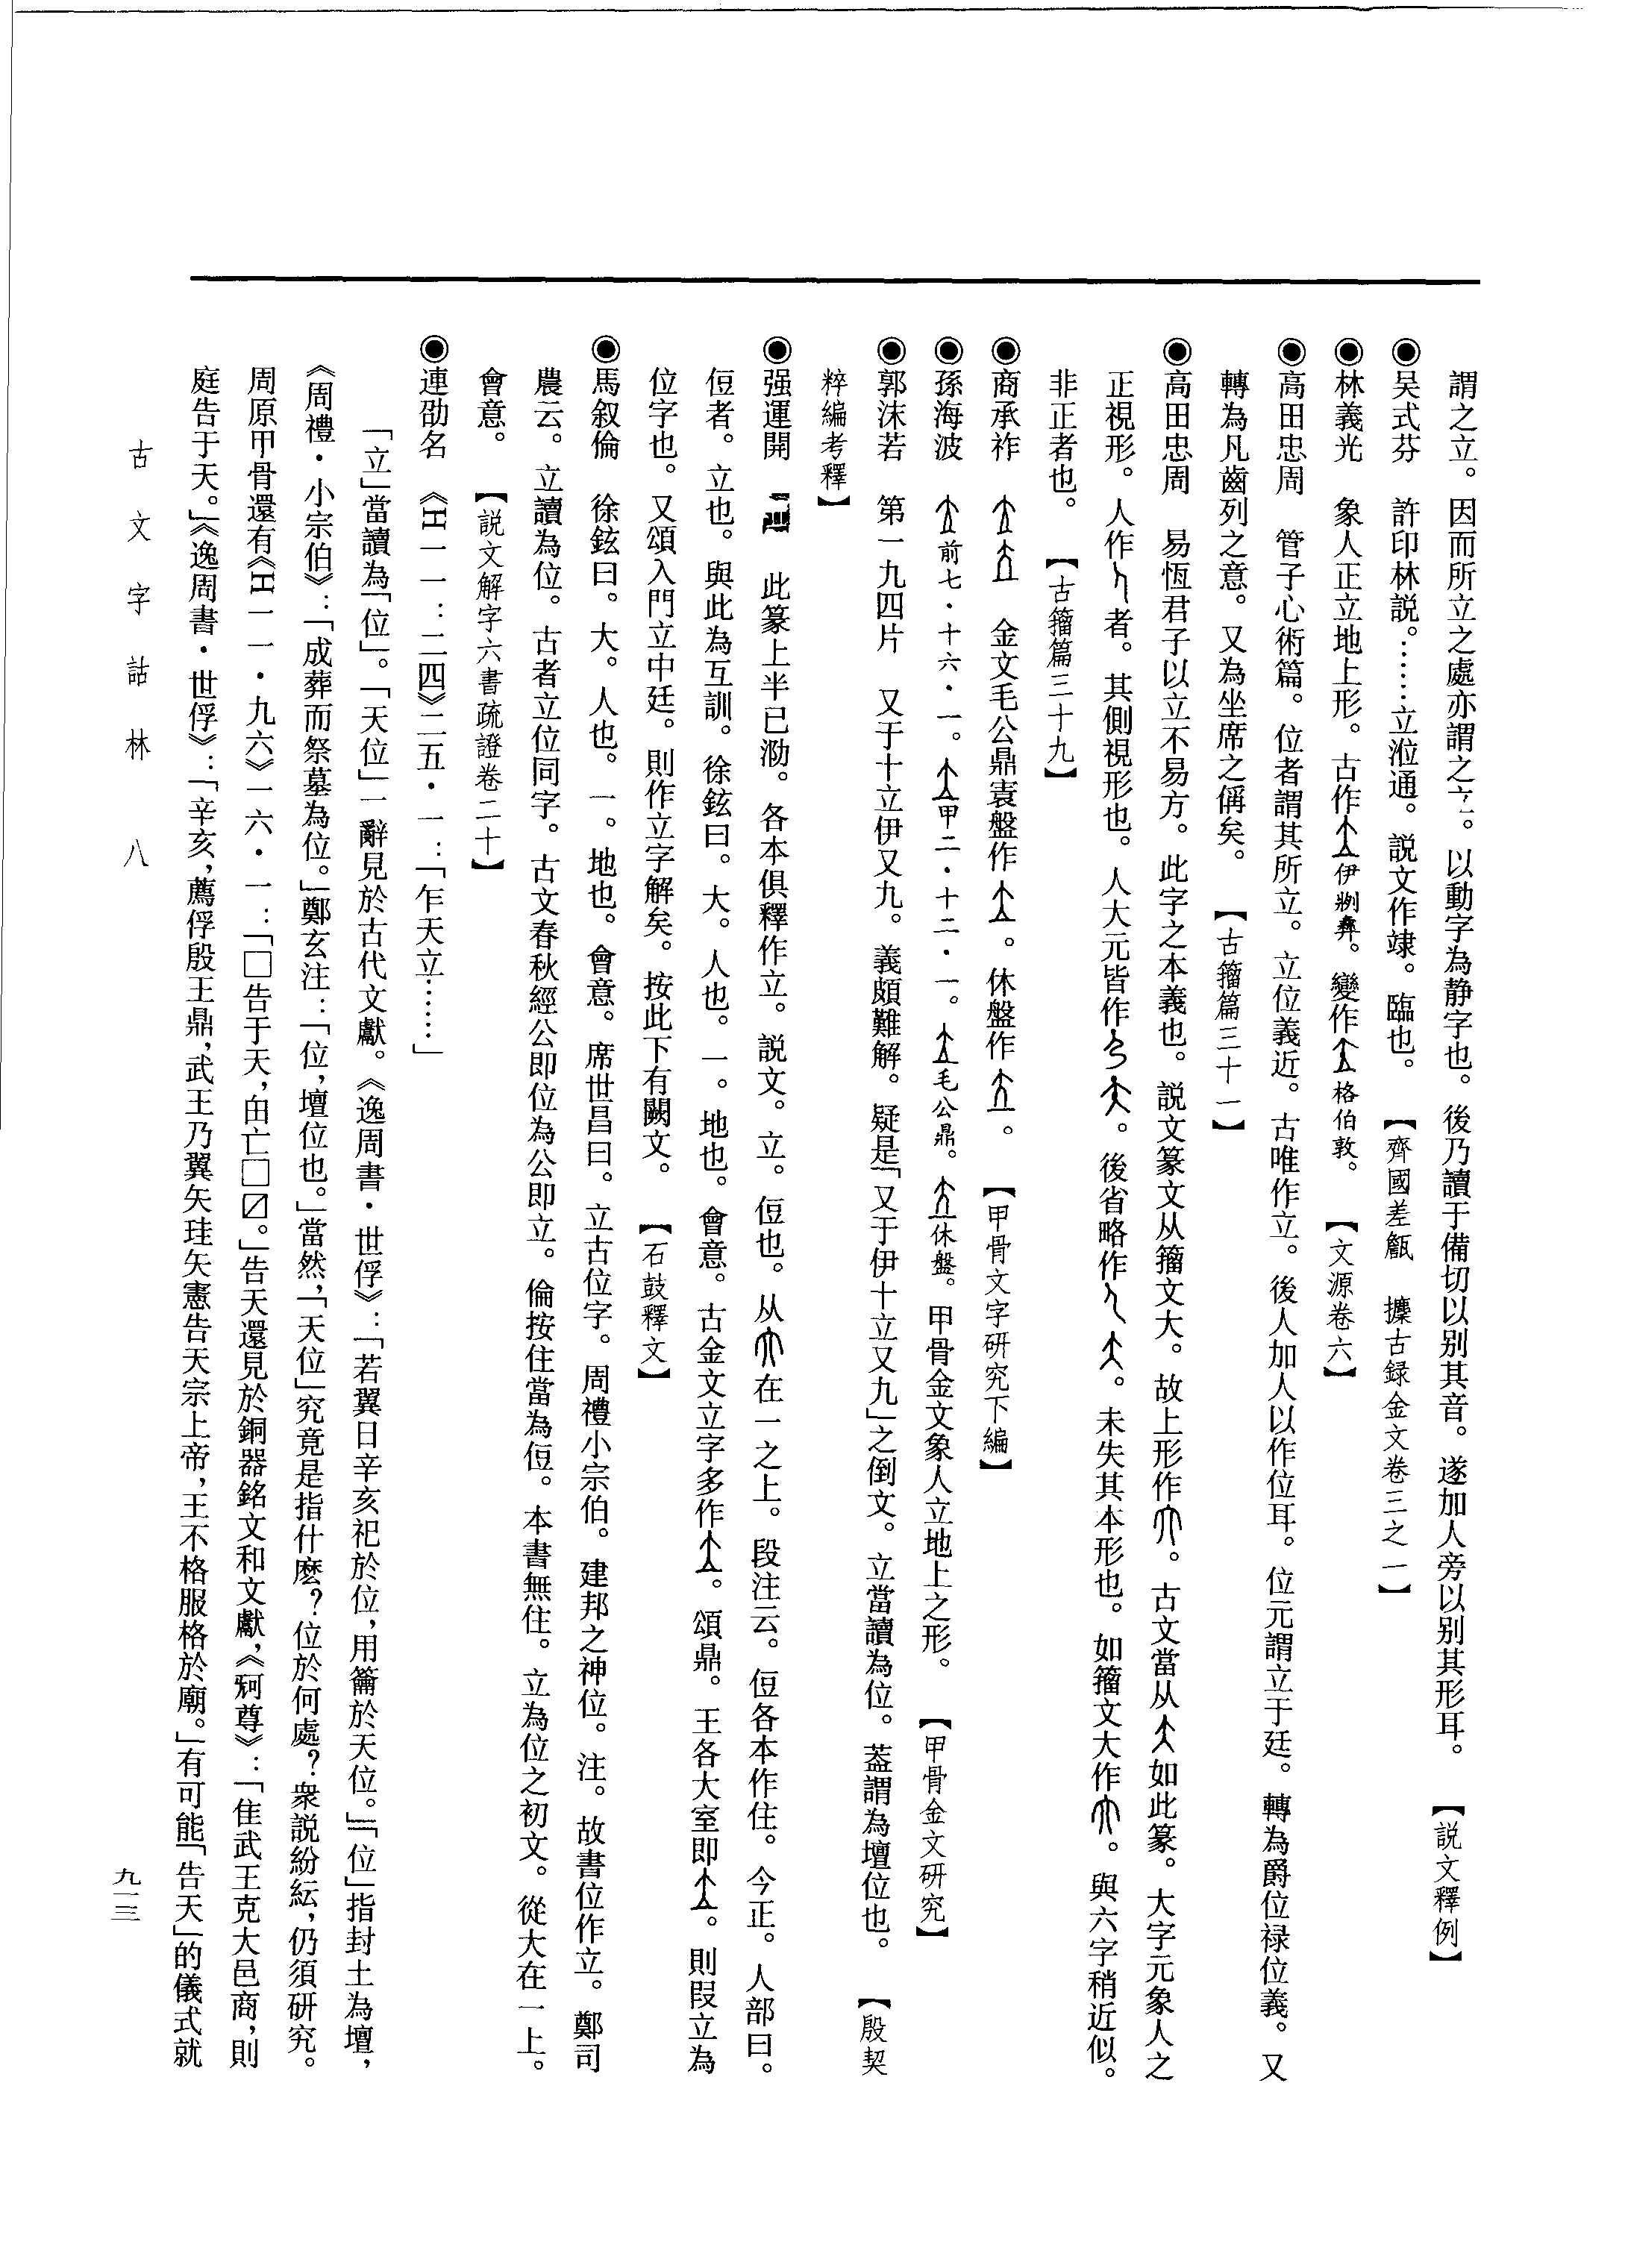 謂之立。因而所立之處亦謂之立。以動字為静字也。後乃讀于備切以别其音。遂加人旁以别其形耳。 【説文釋例】
◉吴式芬 許印林説。……立涖通。説文作埭。臨也。 【齊國差𦉜 攈古録金文卷三之一】
◉林義光 象人正立地上形。古作伊𠛱彝。變作格伯敦。 【文源卷六】
◉高田忠周 管子心術篇。位者謂其所立。立位義近。古唯作立。後人加人以作位耳。位元謂立于廷。轉為爵位禄位義。又
轉為凡齒列之意。又為坐席之偁矣。 【古籀篇三十一】
◉高田忠周 易恆君子以立不易方。此字之本義也。説文篆文从籀文大。故上形作。古文當从如此篆。大字元象人之
正視形。人作者。其側視形也。人大元皆作。後省略作。未失其本形也。如籀文大作。與六字稍近似。
非正者也。 【古籀篇三十九】
◉商承祚 金文毛公鼎袁盤作。休盤作。 【甲骨文字研究下編】
◉孫海波 前七・十六・一。甲二・十二・一。毛公鼎。休盤。甲骨金文象人立地上之形。 【甲骨金文研究】
◉郭沫若 第一九四片 又于十立伊又九。義頗難解。疑是「又于伊十立又九」之倒文。立當讀為位。葢謂為壇位也。 【殷契
粹編考釋】
◉强運開 此篆上半已泐。各本俱釋作立。説文。立。侸也。从在一之上。段注云。侸各本作住。今正。人部曰。
侸者。立也。與此為互訓。徐鉉曰。大。人也。一。地也。會意。古金文立字多作。頌鼎。王各大室即。則叚立為
位字也。又頌入門立中廷。則作立字解矣。按此下有闕文。 【石鼓釋文】
◉馬叙倫 徐鉉曰。大。人也。一。地也。會意。席世昌曰。立古位字。周禮小宗伯。建邦之神位。注。故書位作立。鄭司
農云。立讀為位。古者立位同字。古文春秋經公即位為公即立。倫按住當為侸。本書無住。立為位之初文。從大在一上。
會意。 【説文解字六書疏證卷二十】
◉連劭名 《H一一：二四》二五・一：「乍天立……」
「立」當讀為「位」。「天位」一辭見於古代文獻。《逸周書・世俘》：「若翼日辛亥祀於位，用籥於天位。」「位」指封土為壇，
《周禮・小宗伯》：「成葬而祭墓為位。」鄭玄注：「位，壇位也。」當然，「天位」究竟是指什麽？位於何處？衆説紛紜，仍須研究。
周原甲骨還有《H一一・九六》一六・一：「□告于天，由亡□〼。」告天還見於銅器銘文和文獻，《𣄰尊》：「隹武王克大邑商，則
庭告于天。」《逸周書・世俘》：「辛亥，薦俘殷王鼎，武王乃翼矢珪矢憲告天宗上帝，王不格服格於廟。」有可能「告天」的儀式就
古文字詁林 八
九一三